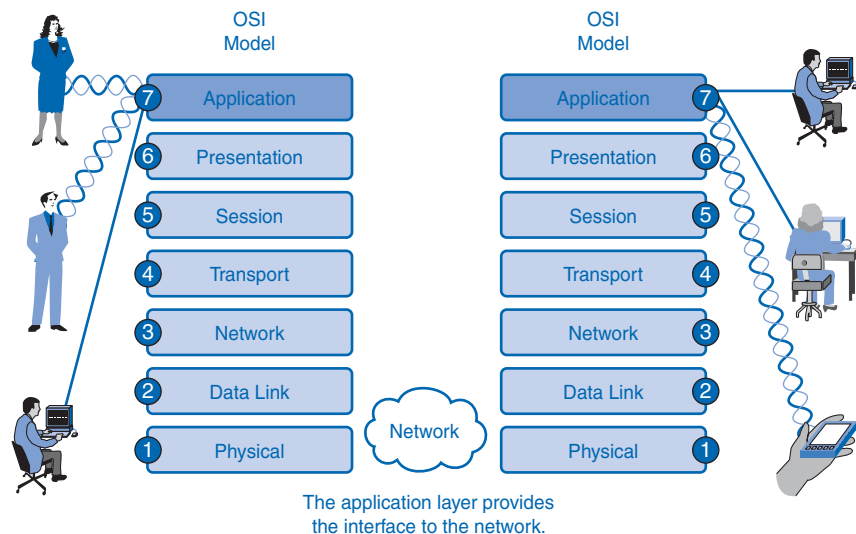 OSI
Model
OSI
Model
7 Application
Application 7
6 Presentation
Presentation 6
5 Session
Session 5
4 Transport
Transport 4
3 Network
Network 3
2 Data Link
Data Link 2
Network
1 Physical
Physical 1
The application layer provides
the interface to the network.